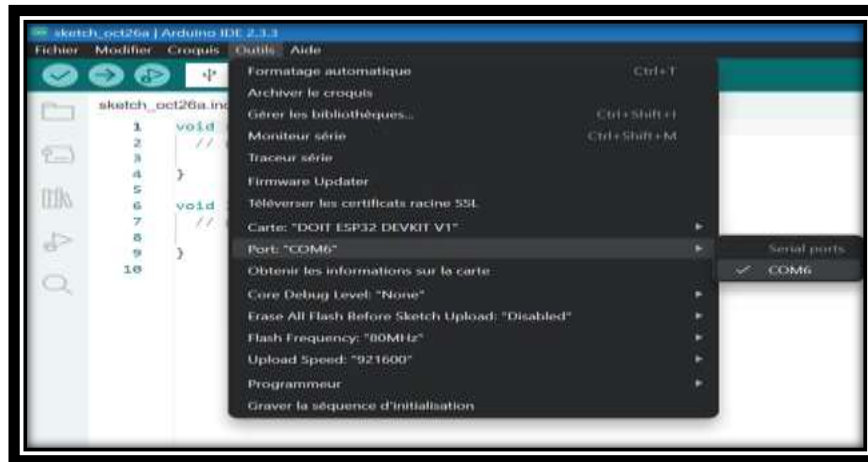 sketch_oct26a | Arduino IDE 2.3.3
Fichier Modifier Croquis Outils Aide
sketch_oct26a.ino
1 void
2 //
3
4 }
5
6 void
7 //
8
9 }
10
Formatage automatique Ctrl+T
Archiver le croquis
Gérer les bibliothèques... Ctrl+Shift+I
Moniteur série Ctrl+Shift+M
Traceur série
Firmware Updater
Téléverser les certificats racine SSL
Carte: "DOIT ESP32 DEVKIT V1"
Port: "COM6"
Obtenir les informations sur la carte
Core Debug Level: "None"
Erase All Flash Before Sketch Upload: "Disabled"
Flash Frequency: "80MHz"
Upload Speed: "921600"
Programmeur
Graver la séquence d'initialisation
Serial ports
COM6